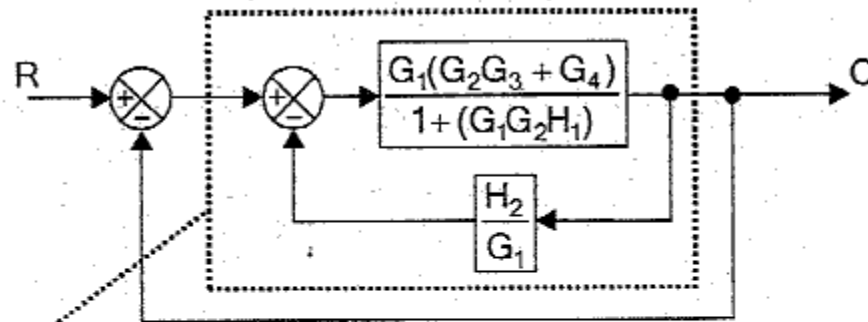 R
+
-
+
-
G₁(G₂G₃ + G₄)
1+(G₁G₂H₁)
C
H₂
G₁